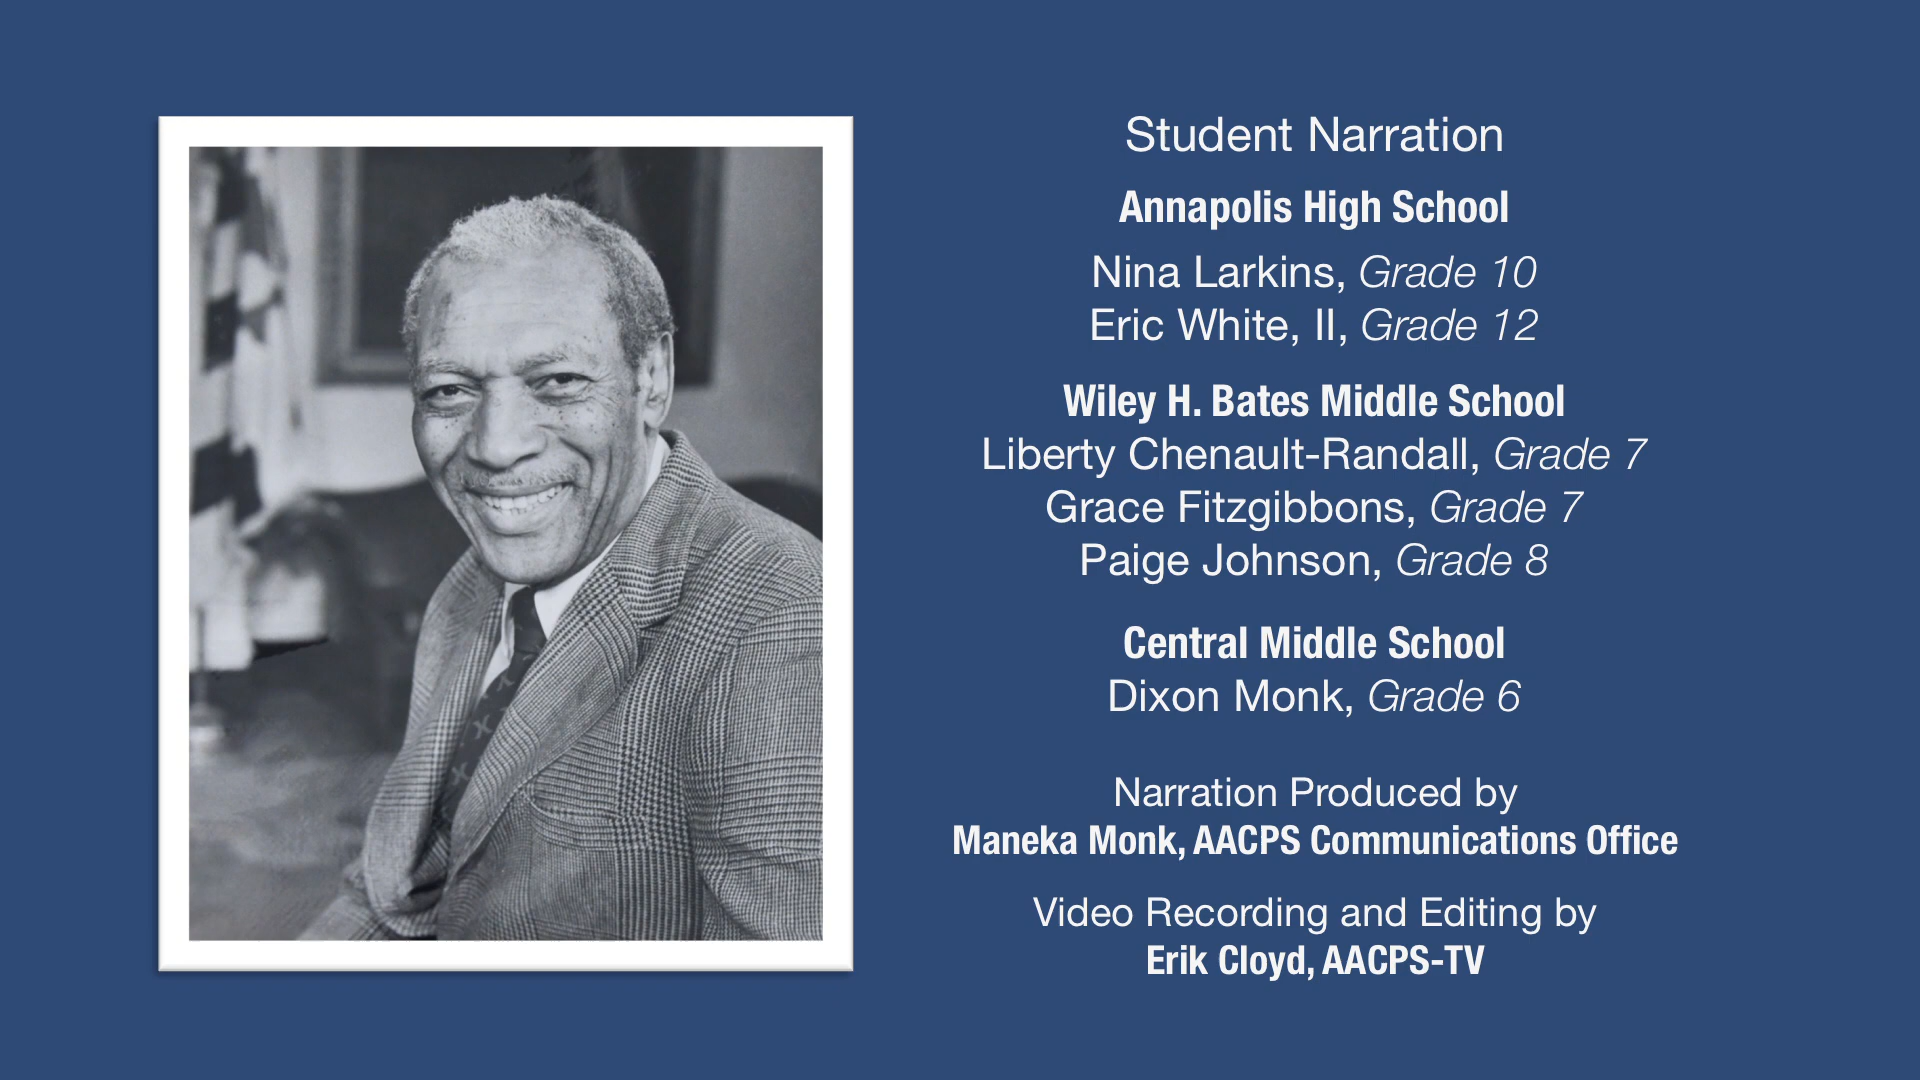 Student Narration
Annapolis High School
Nina Larkins, Grade 10
Eric White, II, Grade 12
Wiley H. Bates Middle School
Liberty Chenault-Randall, Grade 7
Grace Fitzgibbons, Grade 7
Paige Johnson, Grade 8
Central Middle School
Dixon Monk, Grade 6
Narration Produced by
Maneka Monk, AACPS Communications Office
Video Recording and Editing by
Erik Cloyd, AACPS-TV